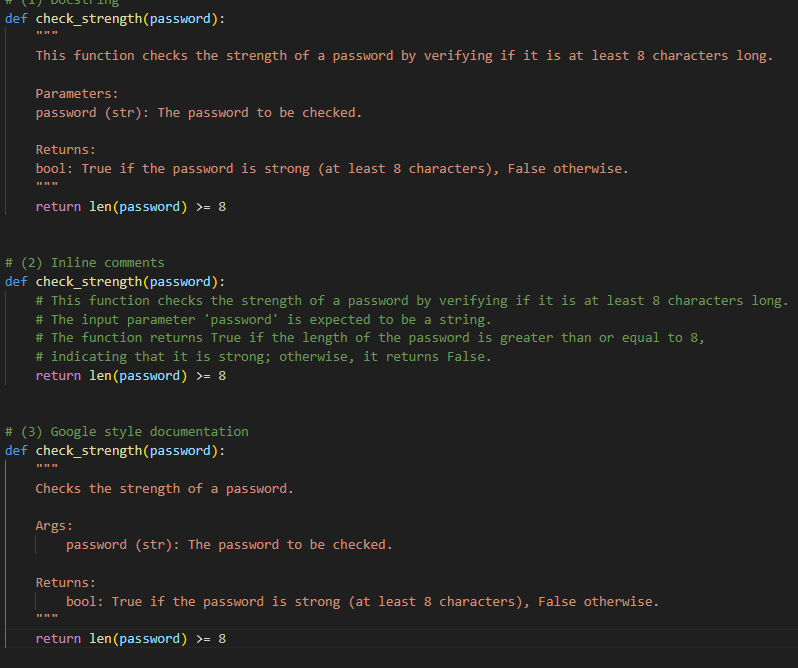 # (1) Docstring
def check_strength(password):
    """
    This function checks the strength of a password by verifying if it is at least 8 characters long.

    Parameters:
    password (str): The password to be checked.

    Returns:
    bool: True if the password is strong (at least 8 characters), False otherwise.
    """
    return len(password) >= 8


# (2) Inline comments
def check_strength(password):
    # This function checks the strength of a password by verifying if it is at least 8 characters long.
    # The input parameter 'password' is expected to be a string.
    # The function returns True if the length of the password is greater than or equal to 8,
    # indicating that it is strong; otherwise, it returns False.
    return len(password) >= 8


# (3) Google style documentation
def check_strength(password):
    """
    Checks the strength of a password.

    Args:
        password (str): The password to be checked.

    Returns:
        bool: True if the password is strong (at least 8 characters), False otherwise.
    """
    return len(password) >= 8